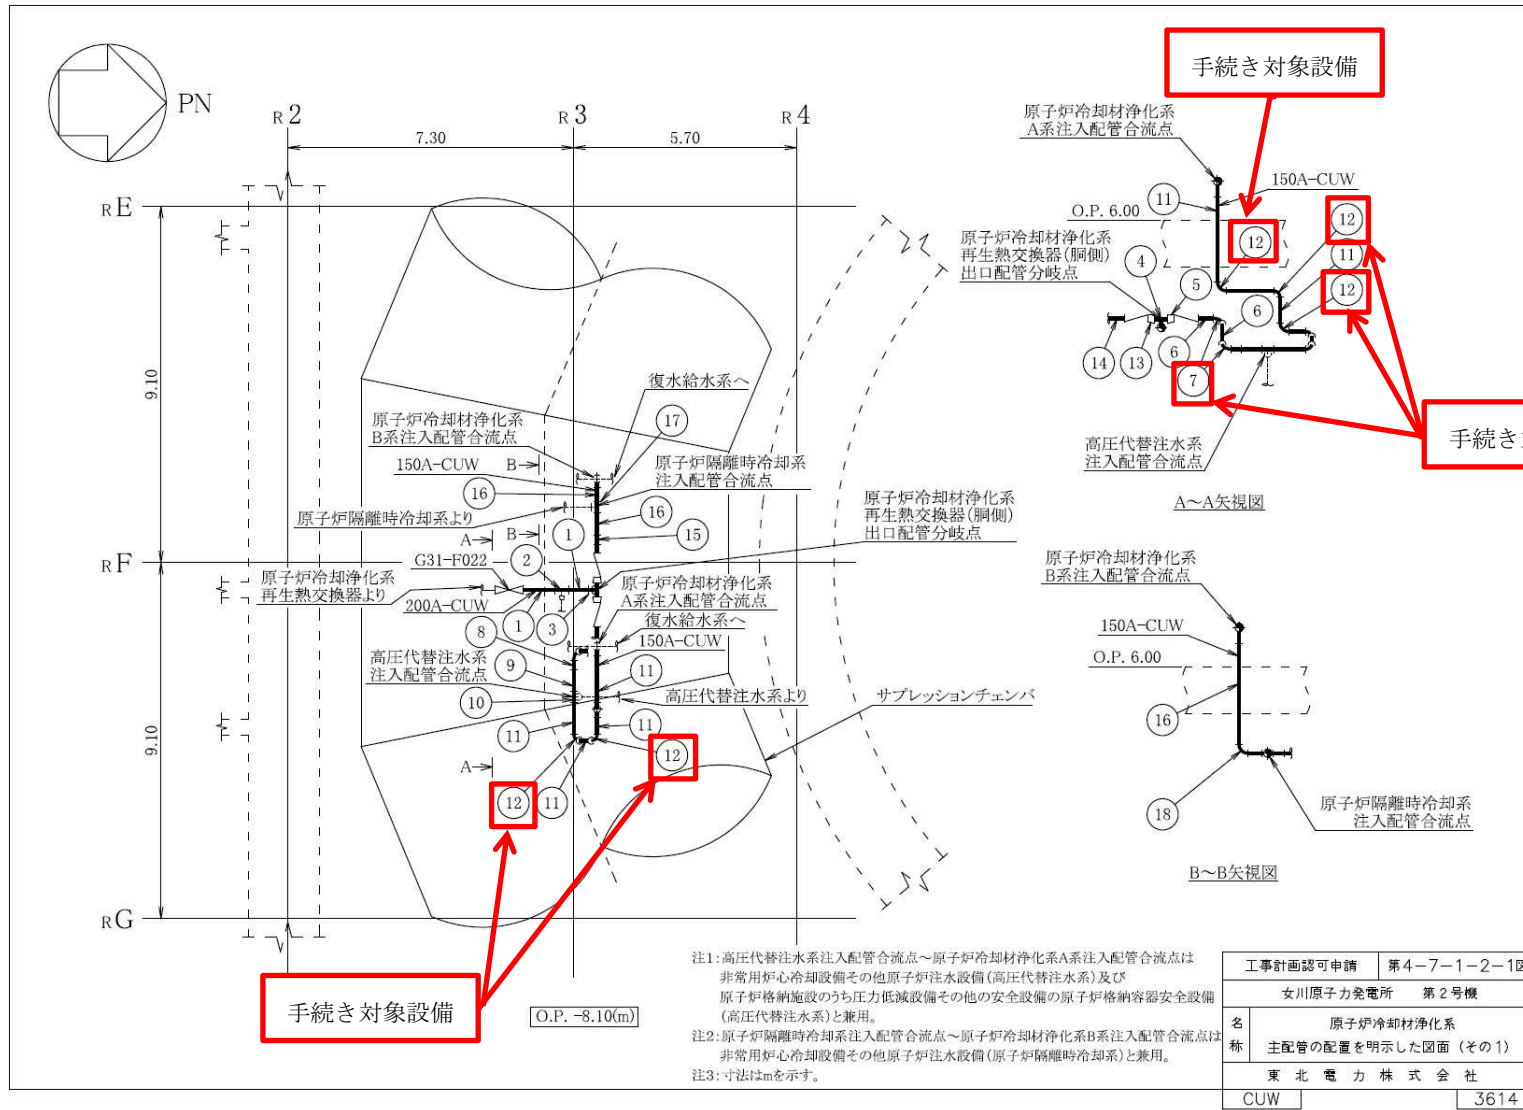 手続き対象設備
PN
R2
R3
R4
7.30
5.70
RE
RF
RG
9.10
9.10
原子炉冷却材浄化系
A系注入配管合流点
150A-CUW
11
O.P. 6.00
12
12
11
12
原子炉冷却材浄化系
再生熱交換器(胴側)
出口配管分岐点
4
5
6
6
14
13
7
高圧代替注水系
注入配管合流点
A～A矢視図
手続き
復水給水系へ
17
原子炉冷却材浄化系
B系注入配管合流点
150A-CUW
B
16
原子炉隔離時冷却系
注入配管合流点
原子炉隔離時冷却系より
16
B
A
1
2
15
原子炉冷却材浄化系
再生熱交換器(胴側)
出口配管分岐点
G31-F022
原子炉冷却浄化系
再生熱交換器より
200A-CUW
1
3
原子炉冷却材浄化系
A系注入配管合流点
復水給水系へ
150A-CUW
8
高圧代替注水系
注入配管合流点
9
10
11
11
11
高圧代替注水系より
サプレッションチェンバ
A
12
12
11
手続き対象設備
O.P. -8.10(m)
原子炉冷却材浄化系
B系注入配管合流点
150A-CUW
O.P. 6.00
16
18
原子炉隔離時冷却系
注入配管合流点
B～B矢視図
注1:高圧代替注水系注入配管合流点～原子炉冷却材浄化系A系注入配管合流点は
非常用炉心冷却設備その他原子炉注水設備(高圧代替注水系)及び
原子炉格納施設のうち圧力低減設備その他の安全設備の原子炉格納容器安全設備
(高圧代替注水系)と兼用。
注2:原子炉隔離時冷却系注入配管合流点～原子炉冷却材浄化系B系注入配管合流点は
非常用炉心冷却設備その他原子炉注水設備(原子炉隔離時冷却系)と兼用。
注3:寸法はmを示す。
工事計画認可申請 第4-7-1-2-1図
女川原子力発電所 第2号機
名称 原子炉冷却材浄化系
主配管の配置を明示した図面(その1)
東北電力株式会社
CUW 3614